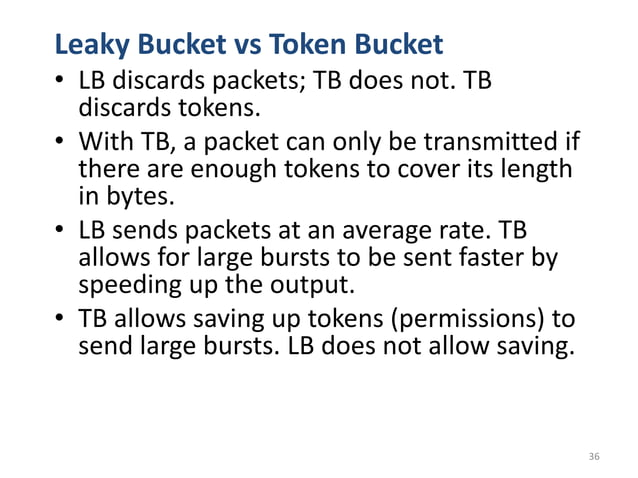 Leaky Bucket vs Token Bucket
• LB discards packets; TB does not. TB
discards tokens.
• With TB, a packet can only be transmitted if
there are enough tokens to cover its length
in bytes.
• LB sends packets at an average rate. TB
allows for large bursts to be sent faster by
speeding up the output.
• TB allows saving up tokens (permissions) to
send large bursts. LB does not allow saving.
36